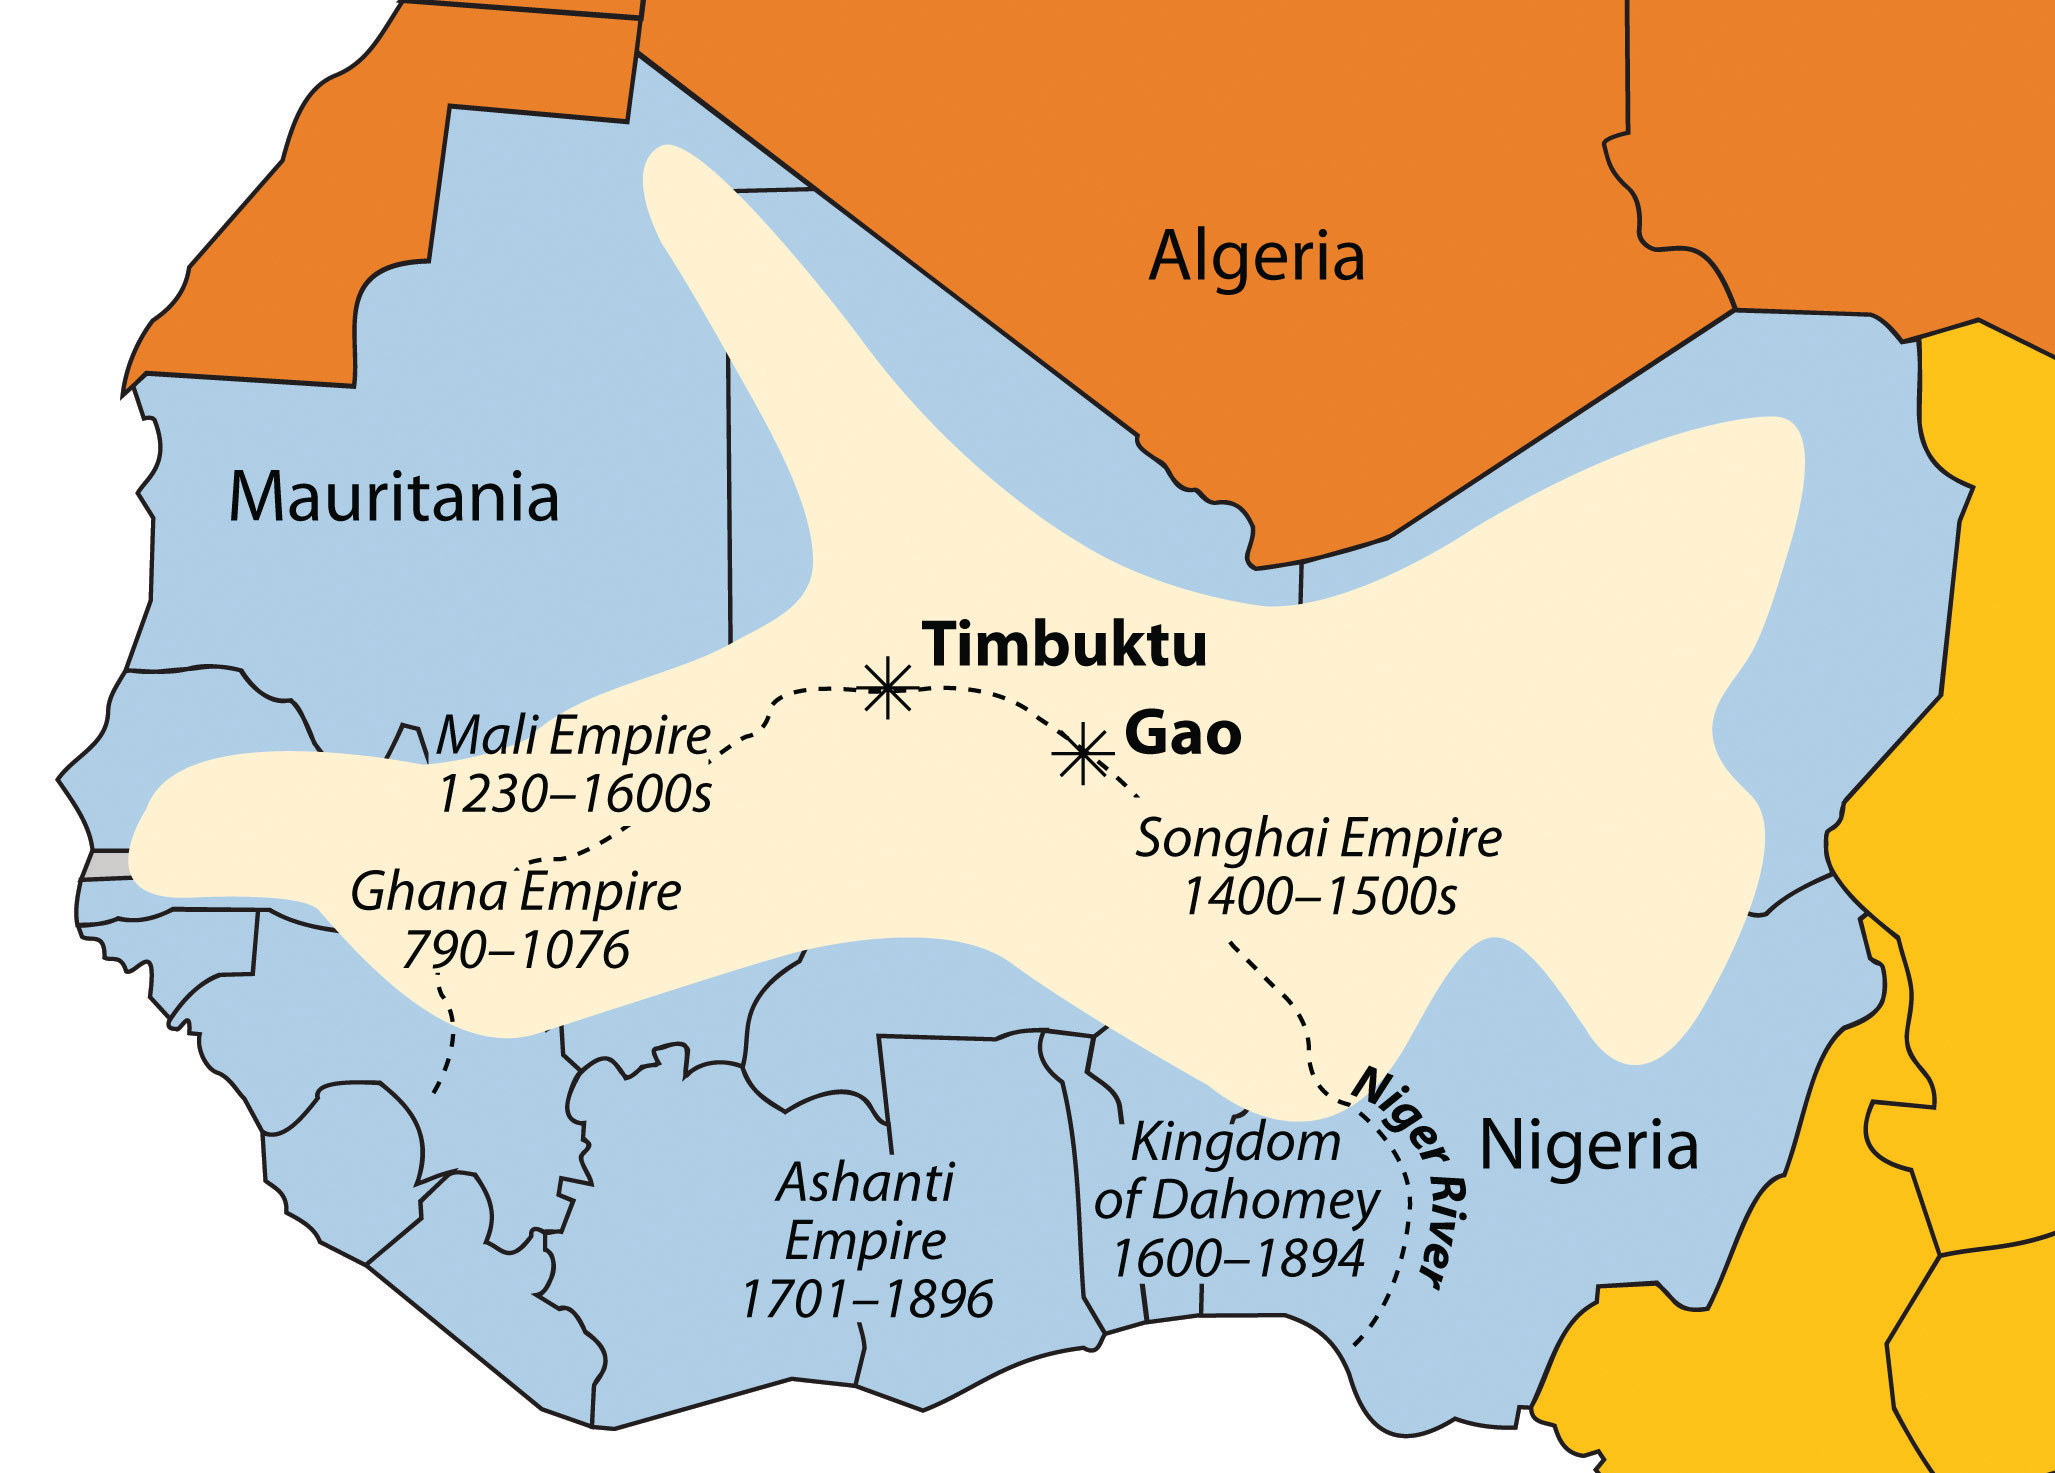 Algeria
Mauritania
Timbuktu
Gao
Mali Empire
1230–1600s
Songhai Empire
1400–1500s
Ghana Empire
790–1076
Niger River
Nigeria
Kingdom
of Dahomey
1600–1894
Ashanti
Empire
1701–1896